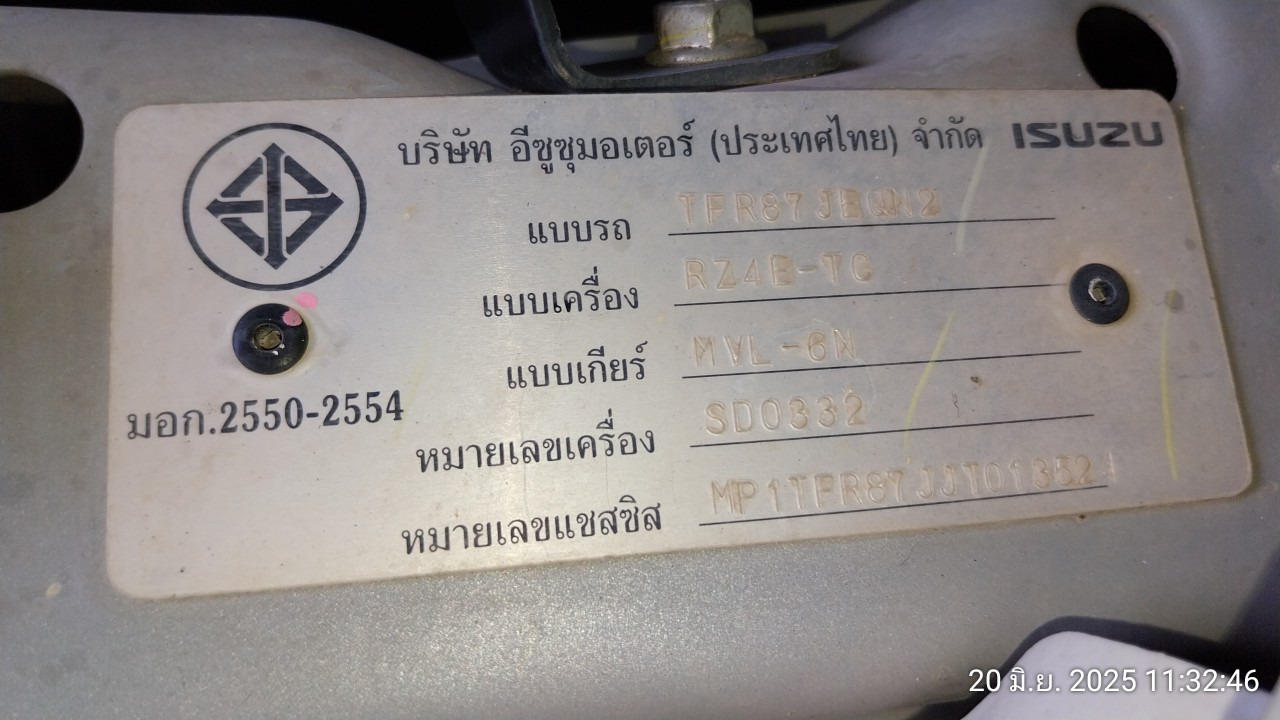 บริษัท อีซูซุมอเตอร์ (ประเทศไทย) จำกัด ISUZU
แบบรถ TFR87JEQN2
แบบเครื่อง RZ4E-TC
แบบเกียร์ MVL-6N
มอก.2550-2554
หมายเลขเครื่อง SD0332
หมายเลขแชสซิส
20 มิ.ย. 2025 11:32:46